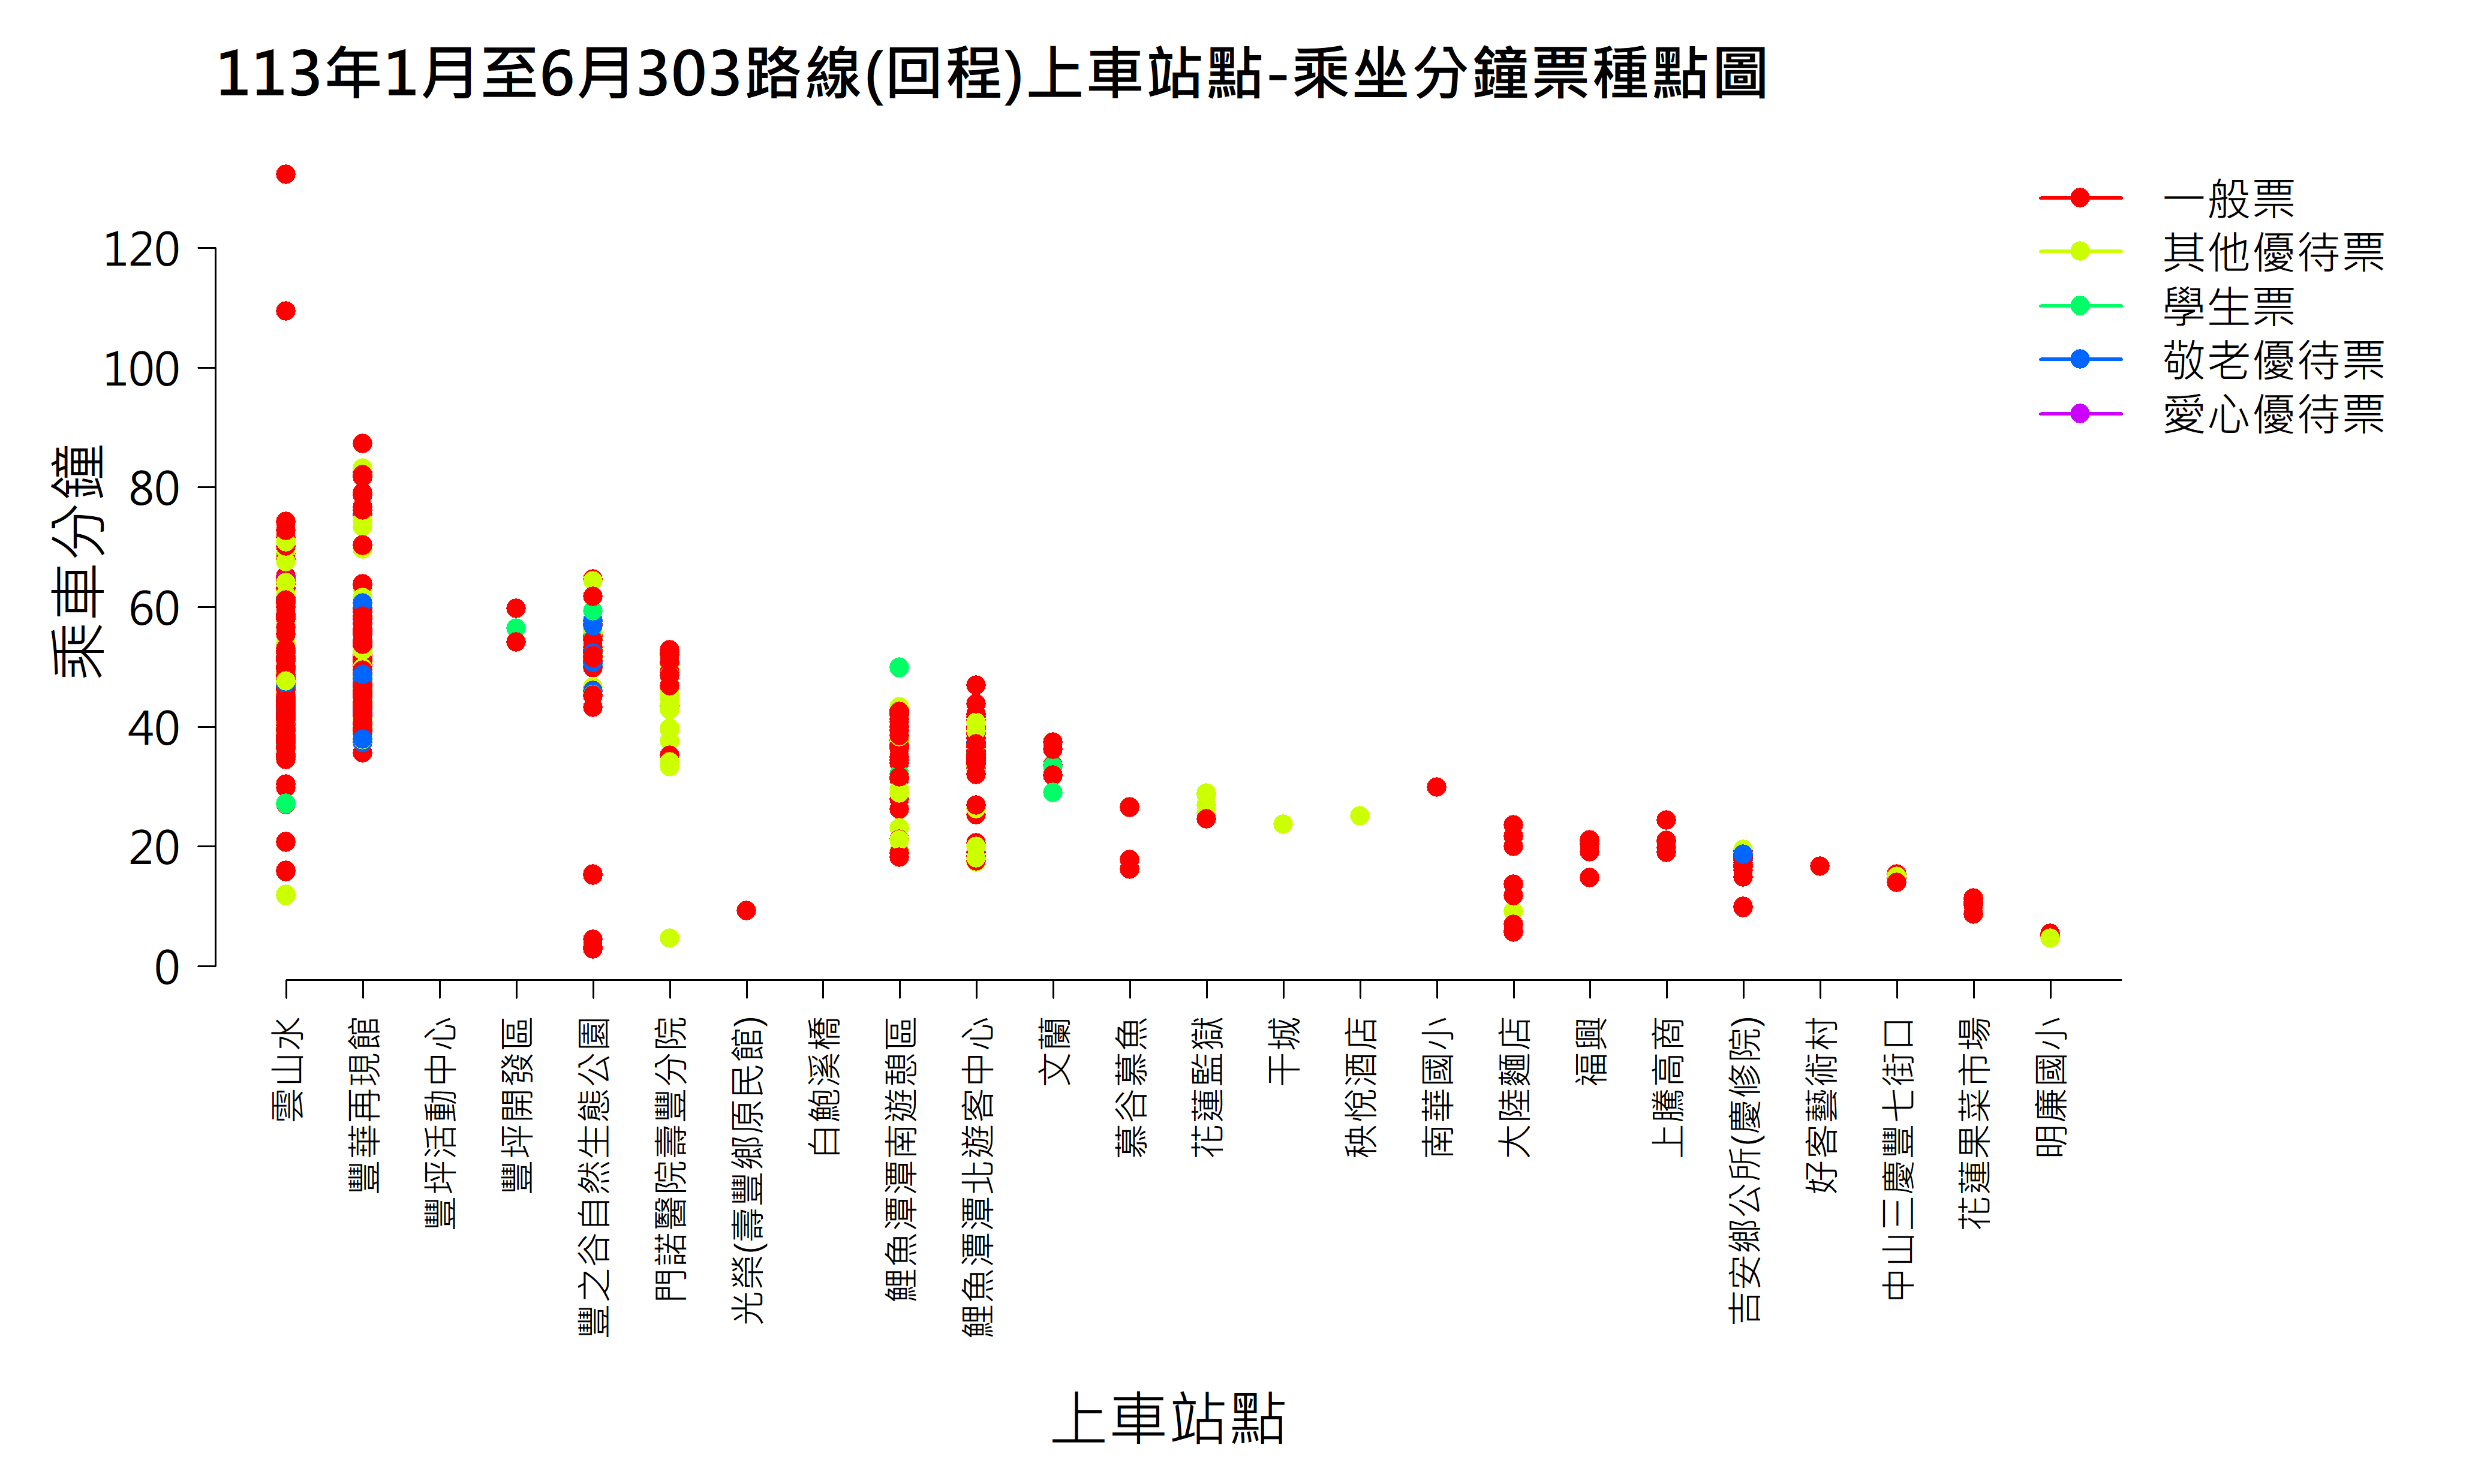 113年1月至6月303路線(回程)上車站點-乘坐分鐘票種點圖
一般票
其他優待票
學生票
敬老優待票
愛心優待票
乘車分鐘
120
100
80
60
40
20
0
雲山水
豐華再現館
豐坪活動中心
豐坪開發區
豐之谷自然生態公園
門諾醫院壽豐分院
光榮(壽豐鄉原民館)
白鮑溪橋
鯉魚潭潭南遊憩區
鯉魚潭潭北遊客中心
文蘭
慕谷慕魚
花蓮監獄
干城
秧悅酒店
南華國小
大陸麵店
福興
上騰高商
吉安鄉公所(慶修院)
好客藝術村
中山三慶豐七街口
花蓮果菜市場
明廉國小
上車站點